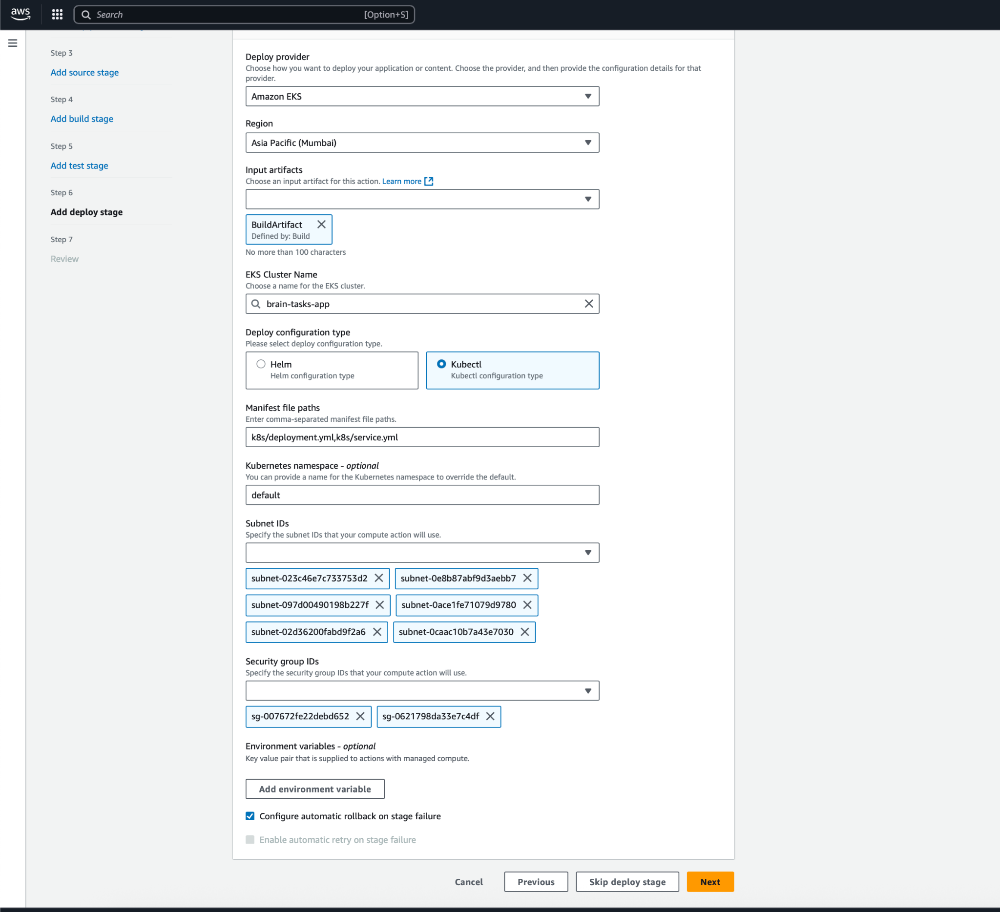 aws
Search [Option+S]
Step 3
Add source stage
Step 4
Add build stage
Step 5
Add test stage
Step 6
Add deploy stage
Step 7
Review
Deploy provider
Choose how you want to deploy your application or content. Choose the provider, and then provide the configuration details for that
provider.
Amazon EKS
Region
Asia Pacific (Mumbai)
Input artifacts
Choose an input artifact for this action. Learn more
BuildArtifact
Defined by: Build
No more than 100 characters
EKS Cluster Name
Choose a name for the EKS cluster.
brain-tasks-app
Deploy configuration type
Please select deploy configuration type.
Helm
Helm configuration type
Kubectl
Kubectl configuration type
Manifest file paths
Enter comma-separated manifest file paths.
k8s/deployment.yml,k8s/service.yml
Kubernetes namespace - optional
You can provide a name for the Kubernetes namespace to override the default.
default
Subnet IDs
Specify the subnet IDs that your compute action will use.
subnet-023c46e7c733753d2 subnet-0e8b87abf9d3aebb7
subnet-097d00490198b227f subnet-0ace1fe71079d9780
subnet-02d36200fabd9f2a6 subnet-0caac10b7a43e7030
Security group IDs
Specify the security group IDs that your compute action will use.
sg-007672fe22debd652 sg-0621798da33e7c4df
Environment variables - optional
Key value pair that is supplied to actions with managed compute.
Add environment variable
Configure automatic rollback on stage failure
Enable automatic retry on stage failure
Cancel Previous Skip deploy stage Next